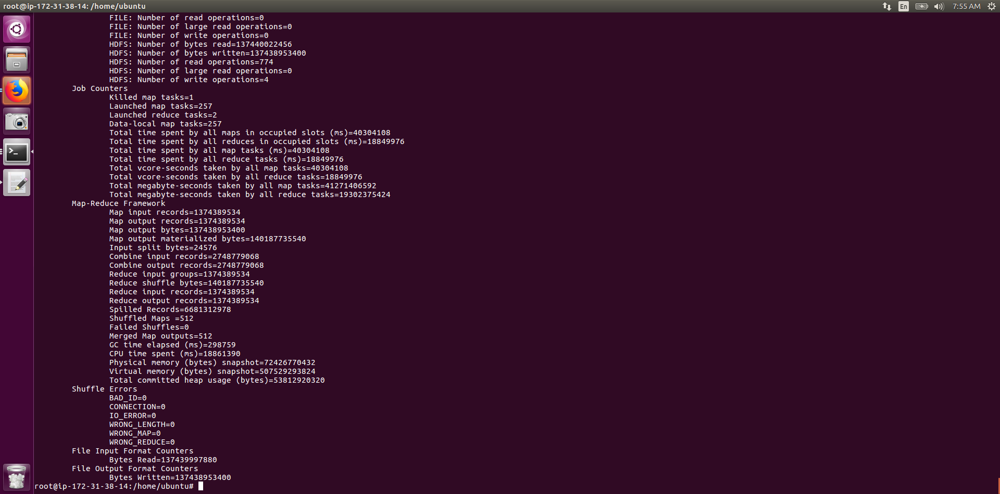 root@ip-172-31-38-14: /home/ubuntu
En
7:55 AM
FILE: Number of read operations=0
FILE: Number of large read operations=0
FILE: Number of write operations=0
HDFS: Number of bytes read=137440022456
HDFS: Number of bytes written=137438953400
HDFS: Number of read operations=774
HDFS: Number of large read operations=0
HDFS: Number of write operations=4
Job Counters
Killed map tasks=1
Launched map tasks=257
Launched reduce tasks=2
Data-local map tasks=257
Total time spent by all maps in occupied slots (ms)=40304108
Total time spent by all reduces in occupied slots (ms)=18849976
Total time spent by all map tasks (ms)=40304108
Total time spent by all reduce tasks (ms)=18849976
Total vcore-seconds taken by all map tasks=40304108
Total vcore-seconds taken by all reduce tasks=18849976
Total megabyte-seconds taken by all map tasks=41271406592
Total megabyte-seconds taken by all reduce tasks=19302375424
Map-Reduce Framework
Map input records=1374389534
Map output records=1374389534
Map output bytes=137438953400
Map output materialized bytes=140187735540
Input split bytes=24576
Combine input records=2748779068
Combine output records=2748779068
Reduce input groups=1374389534
Reduce shuffle bytes=140187735540
Reduce input records=1374389534
Reduce output records=1374389534
Spilled Records=6681312978
Shuffled Maps =512
Failed Shuffles=0
Merged Map outputs=512
GC time elapsed (ms)=298759
CPU time spent (ms)=18861390
Physical memory (bytes) snapshot=72426770432
Virtual memory (bytes) snapshot=507529293824
Total committed heap usage (bytes)=53812920320
Shuffle Errors
BAD_ID=0
CONNECTION=0
IO_ERROR=0
WRONG_LENGTH=0
WRONG_MAP=0
WRONG_REDUCE=0
File Input Format Counters
Bytes Read=137439997880
File Output Format Counters
Bytes Written=137438953400
root@ip-172-31-38-14:/home/ubuntu#